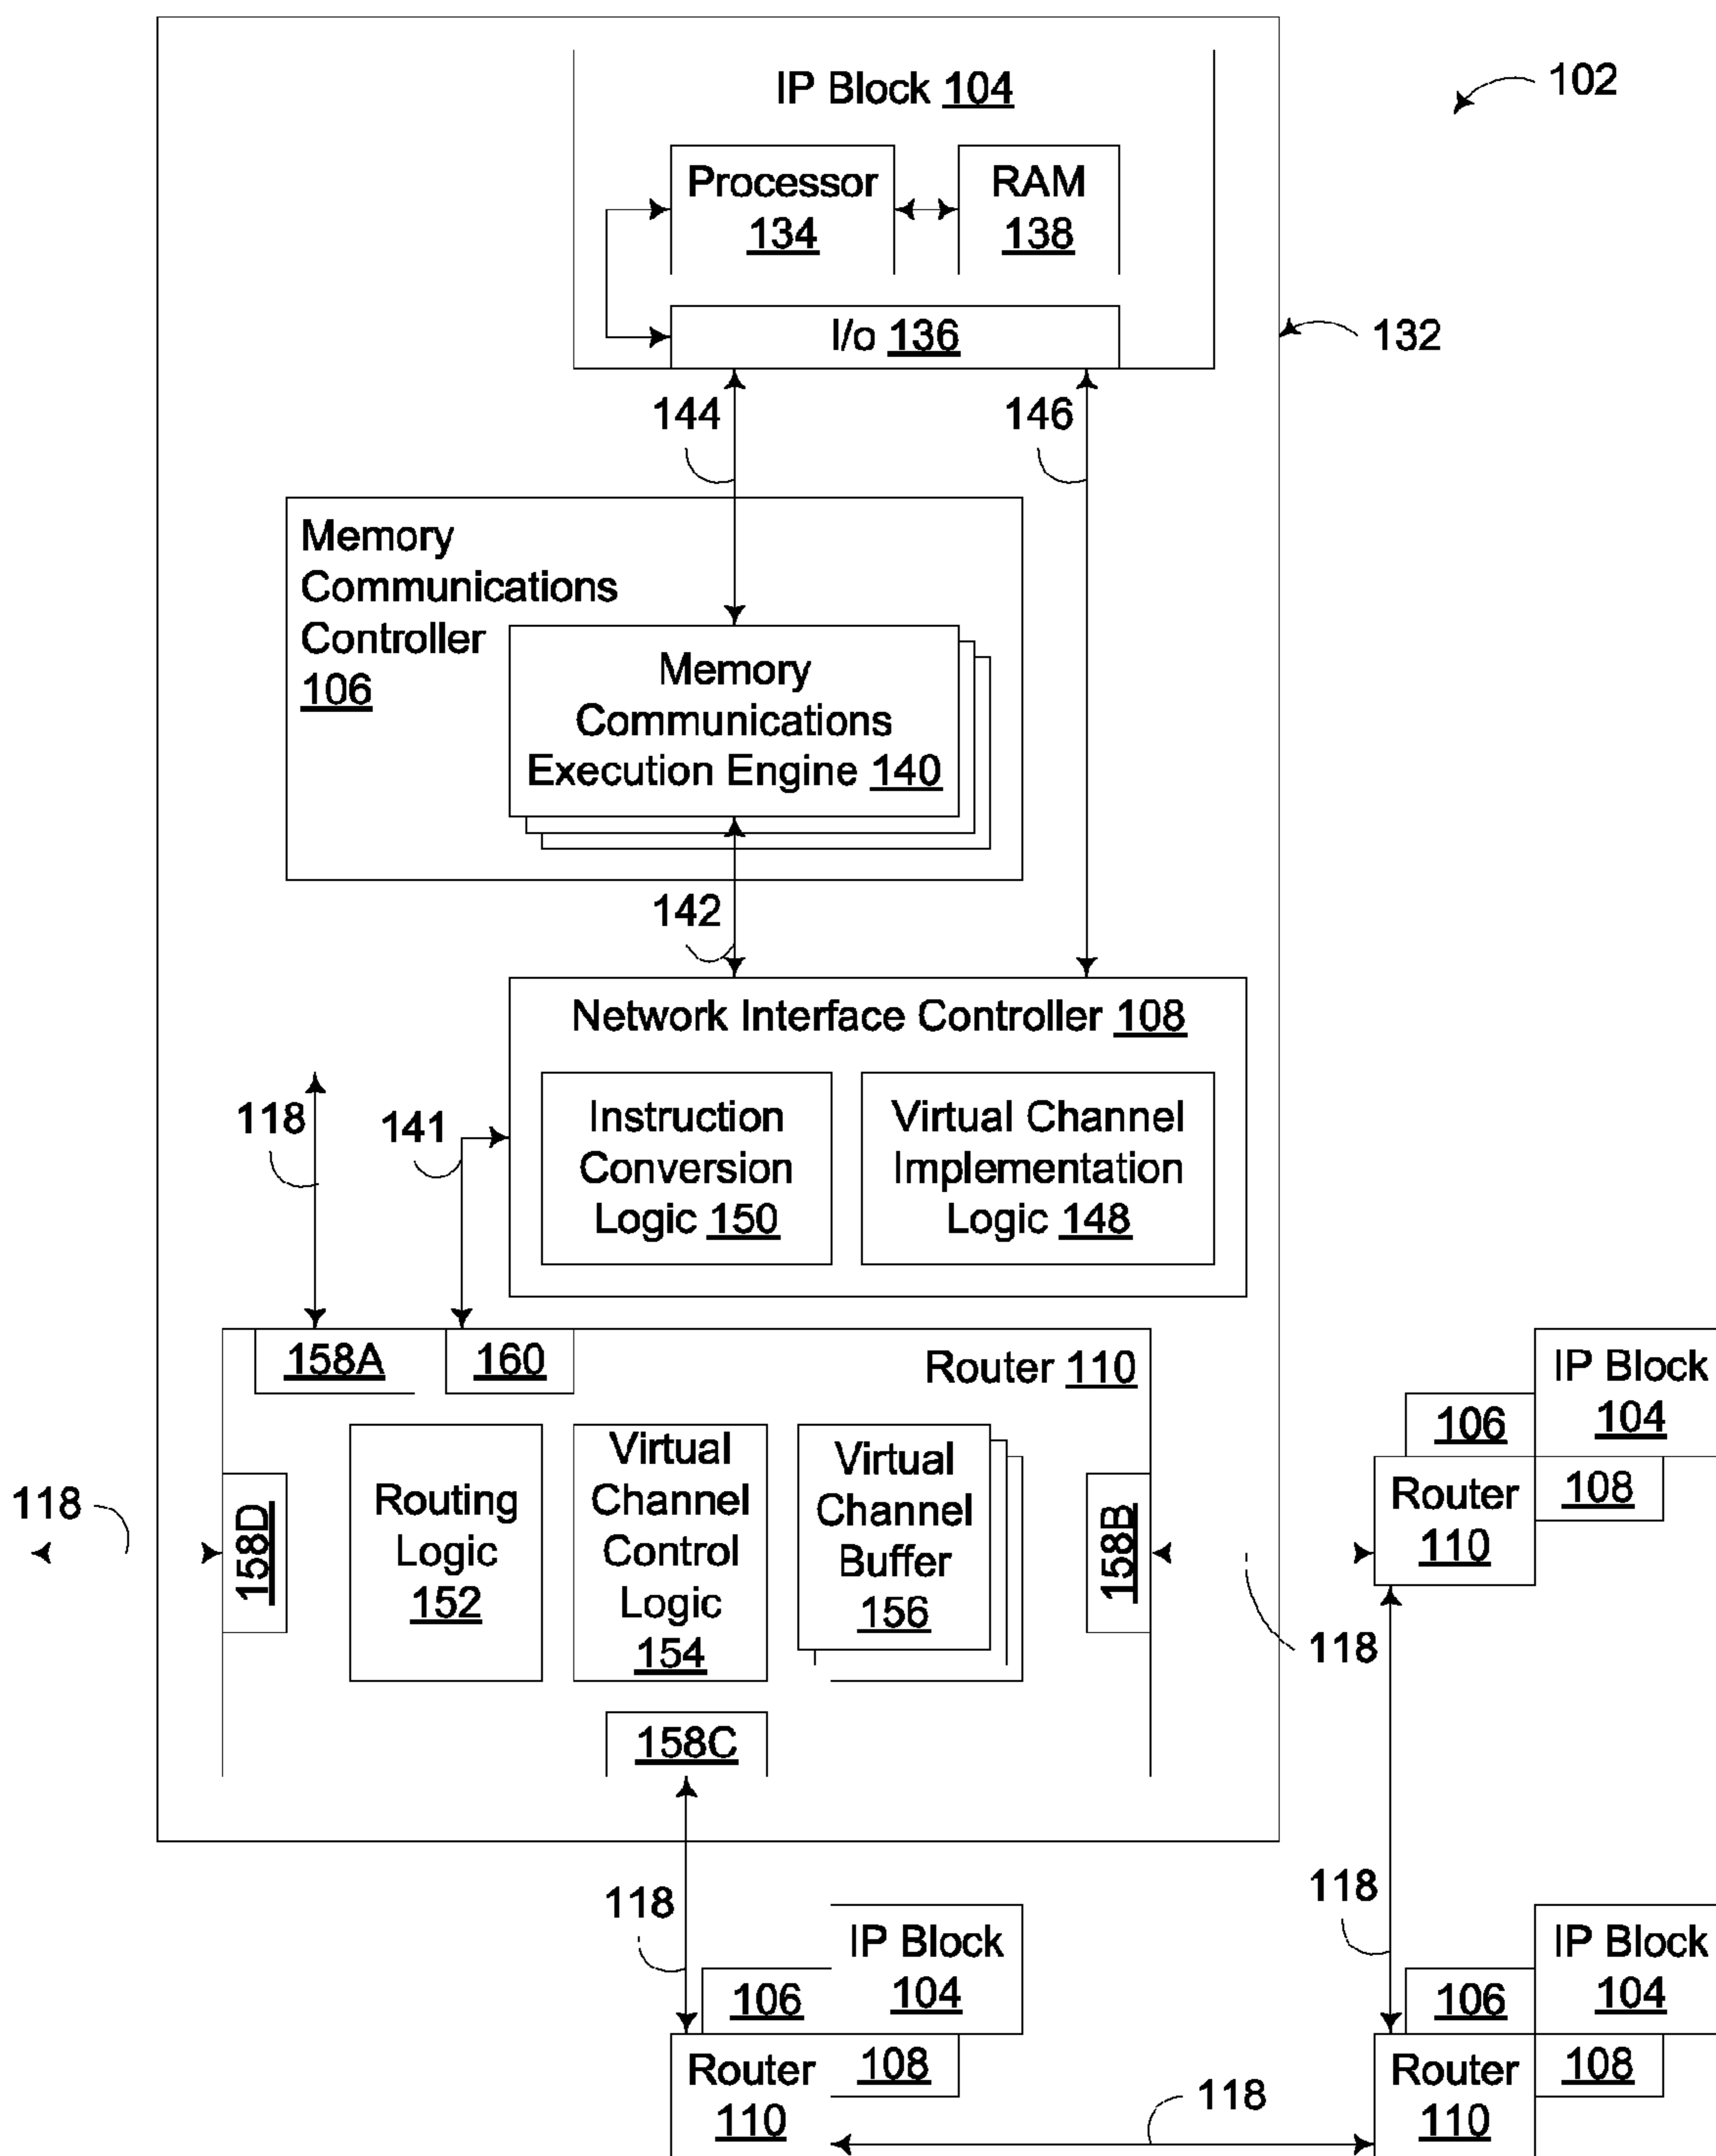 102
IP Block 104
Processor
134
RAM
138
I/o 136
132
144
146
Memory
Communications
Controller
106
Memory
Communications
Execution Engine 140
142
Network Interface Controller 108
118
141
Instruction
Conversion
Logic 150
Virtual Channel
Implementation
Logic 148
158A
160
Router 110
118
158D
Routing
Logic
152
Virtual
Channel
Control
Logic
154
Virtual
Channel
Buffer
156
158B
118
158C
IP Block
104
106
Router
110
108
118
118
IP Block
104
106
Router
110
108
118
IP Block
104
106
Router
110
108